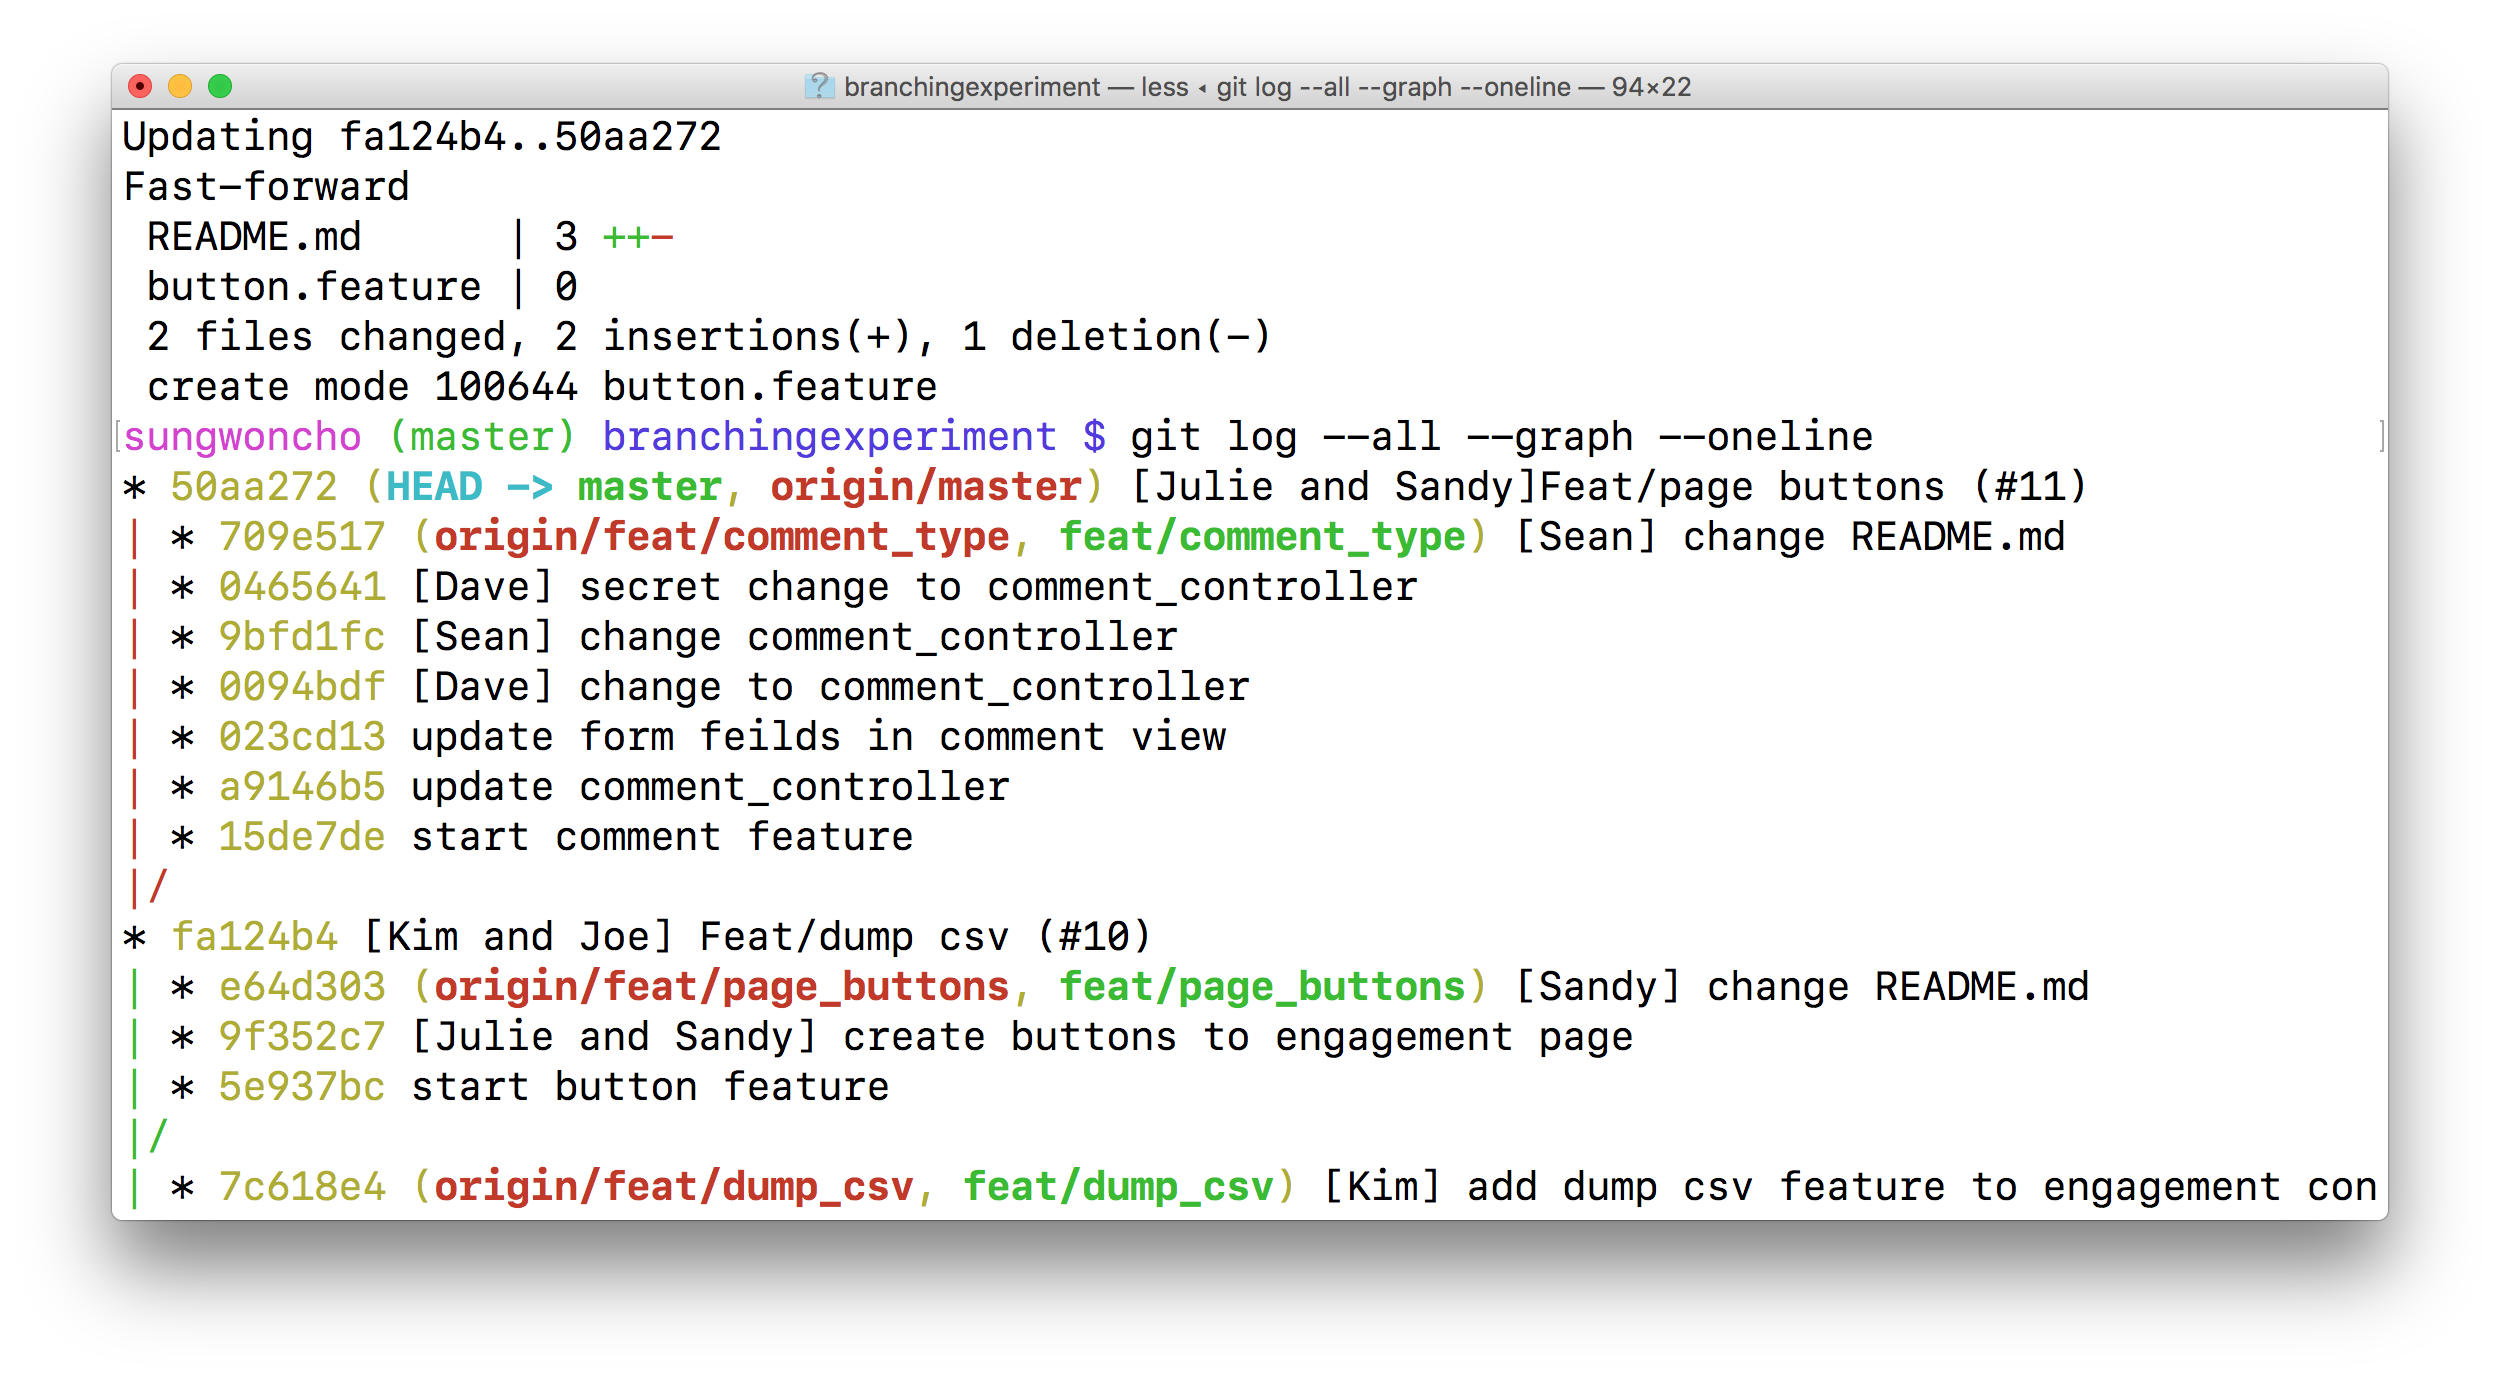 branchingexperiment — less ◂ git log --all --graph --oneline — 94×22
Updating fa124b4..50aa272
Fast-forward
 README.md      | 3 ++-
 button.feature | 0
 2 files changed, 2 insertions(+), 1 deletion(-)
 create mode 100644 button.feature
sungwoncho (master) branchingexperiment $ git log --all --graph --oneline
* 50aa272 (HEAD -> master, origin/master) [Julie and Sandy]Feat/page buttons (#11)
| * 709e517 (origin/feat/comment_type, feat/comment_type) [Sean] change README.md
| * 0465641 [Dave] secret change to comment_controller
| * 9bfd1fc [Sean] change comment_controller
| * 0094bdf [Dave] change to comment_controller
| * 023cd13 update form feilds in comment view
| * a9146b5 update comment_controller
| * 15de7de start comment feature
|/
* fa124b4 [Kim and Joe] Feat/dump csv (#10)
| * e64d303 (origin/feat/page_buttons, feat/page_buttons) [Sandy] change README.md
| * 9f352c7 [Julie and Sandy] create buttons to engagement page
| * 5e937bc start button feature
|/
| * 7c618e4 (origin/feat/dump_csv, feat/dump_csv) [Kim] add dump csv feature to engagement con